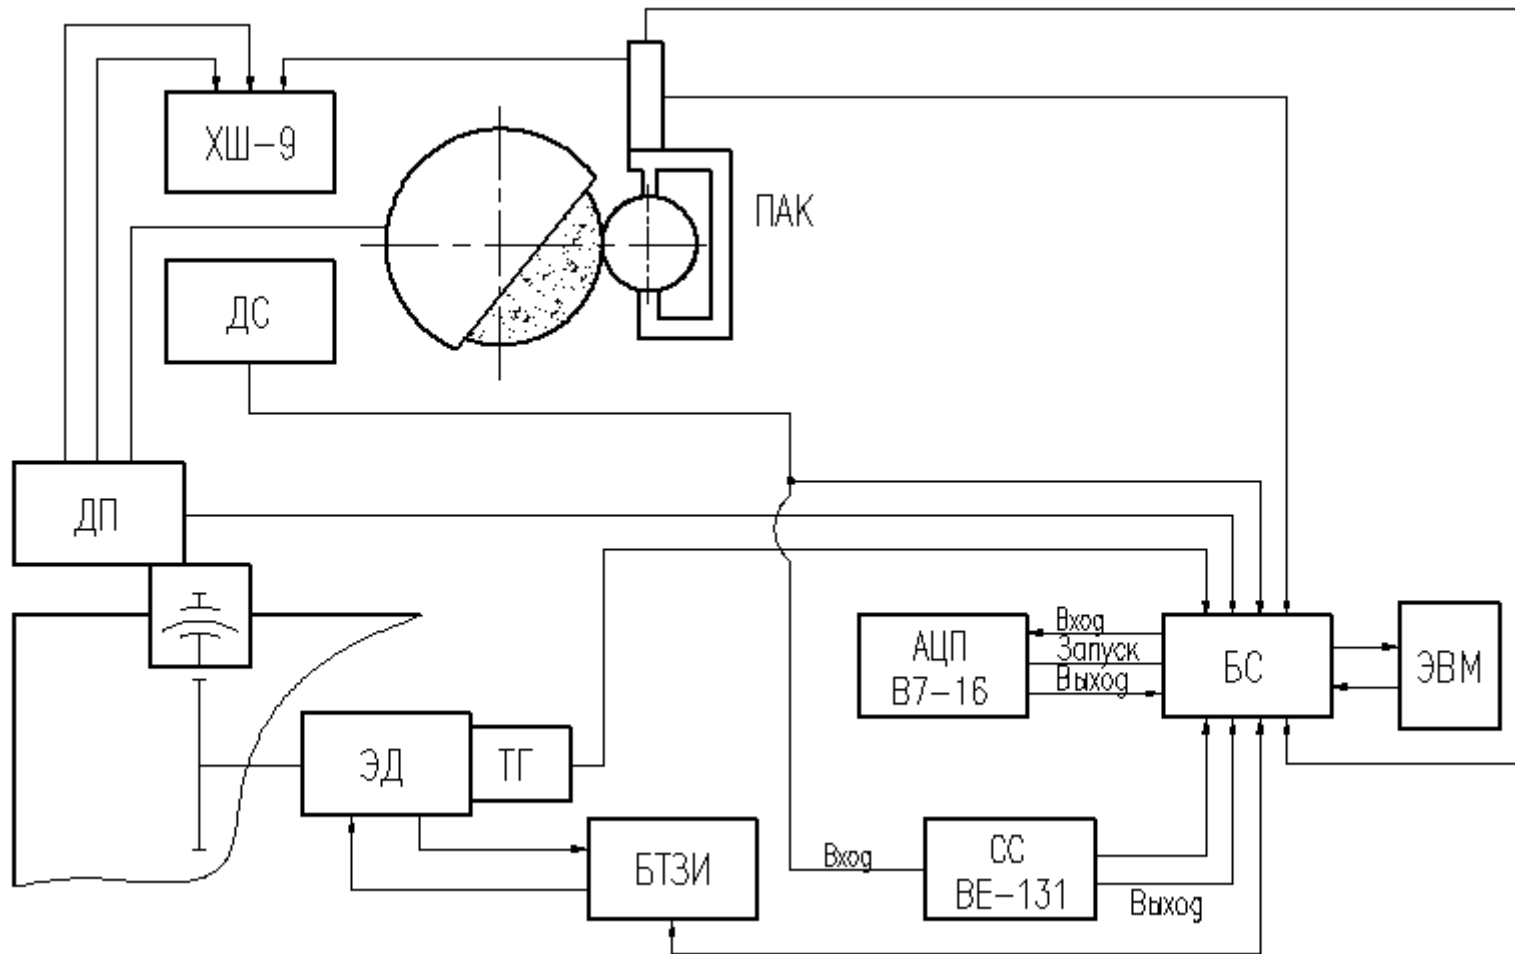 ХШ-9
ПАК
ДС
ДП
Вход
Запуск
Выход
АЦП
В7-16
БС
ЭВМ
ЭД
ТГ
БТЗИ
Вход
СС
ВЕ-131
Выход